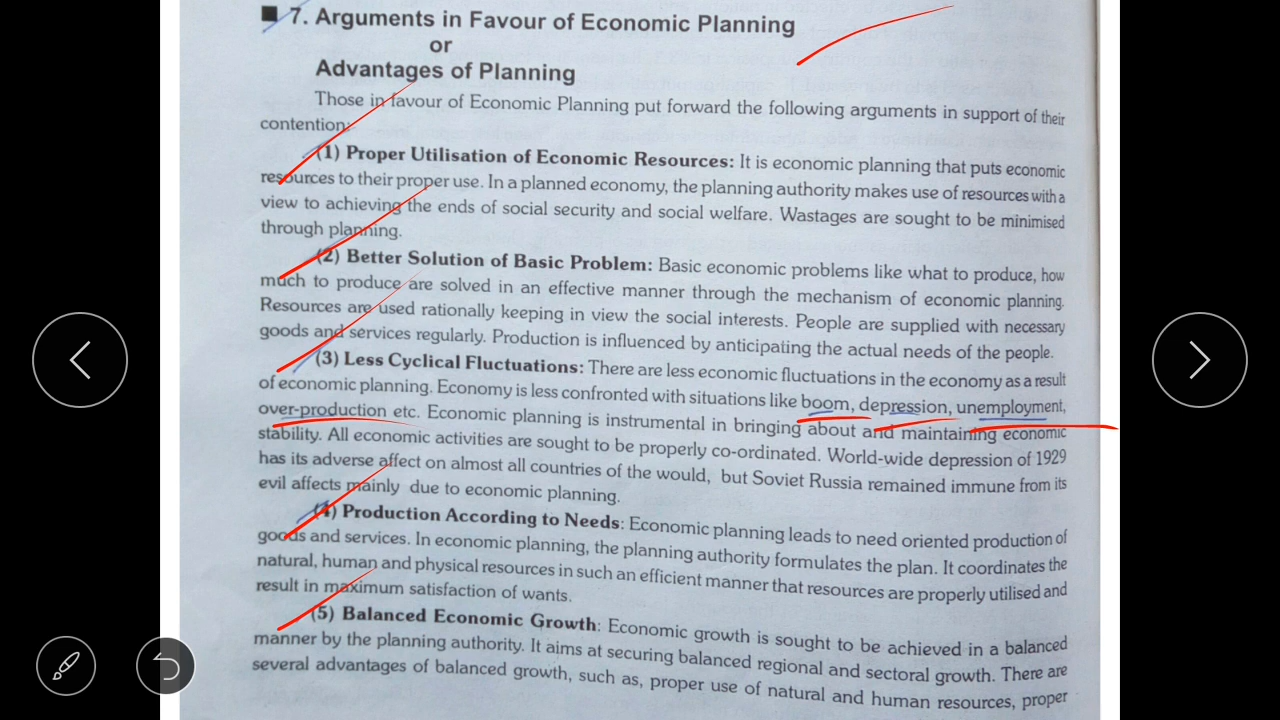 7. Arguments in Favour of Economic Planning
or
Advantages of Planning
Those in favour of Economic Planning put forward the following arguments in support of their
contention:
(1) Proper Utilisation of Economic Resources: It is economic planning that puts economic
resources to their proper use. In a planned economy, the planning authority makes use of resources with a
view to achieving the ends of social security and social welfare. Wastages are sought to be minimised
through planning.
(2) Better Solution of Basic Problem: Basic economic problems like what to produce, how
much to produce are solved in an effective manner through the mechanism of economic planning.
Resources are used rationally keeping in view the social interests. People are supplied with necessary
goods and services regularly. Production is influenced by anticipating the actual needs of the people.
(3) Less Cyclical Fluctuations: There are less economic fluctuations in the economy as a result
of economic planning. Economy is less confronted with situations like boom, depression, unemployment,
over-production etc. Economic planning is instrumental in bringing about and maintaining economic
stability. All economic activities are sought to be properly co-ordinated. World-wide depression of 1929
has its adverse affect on almost all countries of the would, but Soviet Russia remained immune from its
evil affects mainly due to economic planning.
(4) Production According to Needs: Economic planning leads to need oriented production of
goods and services. In economic planning, the planning authority formulates the plan. It coordinates the
natural, human and physical resources in such an efficient manner that resources are properly utilised and
result in maximum satisfaction of wants.
(5) Balanced Economic Growth: Economic growth is sought to be achieved in a balanced
manner by the planning authority. It aims at securing balanced regional and sectoral growth. There are
several advantages of balanced growth, such as, proper use of natural and human resources, proper